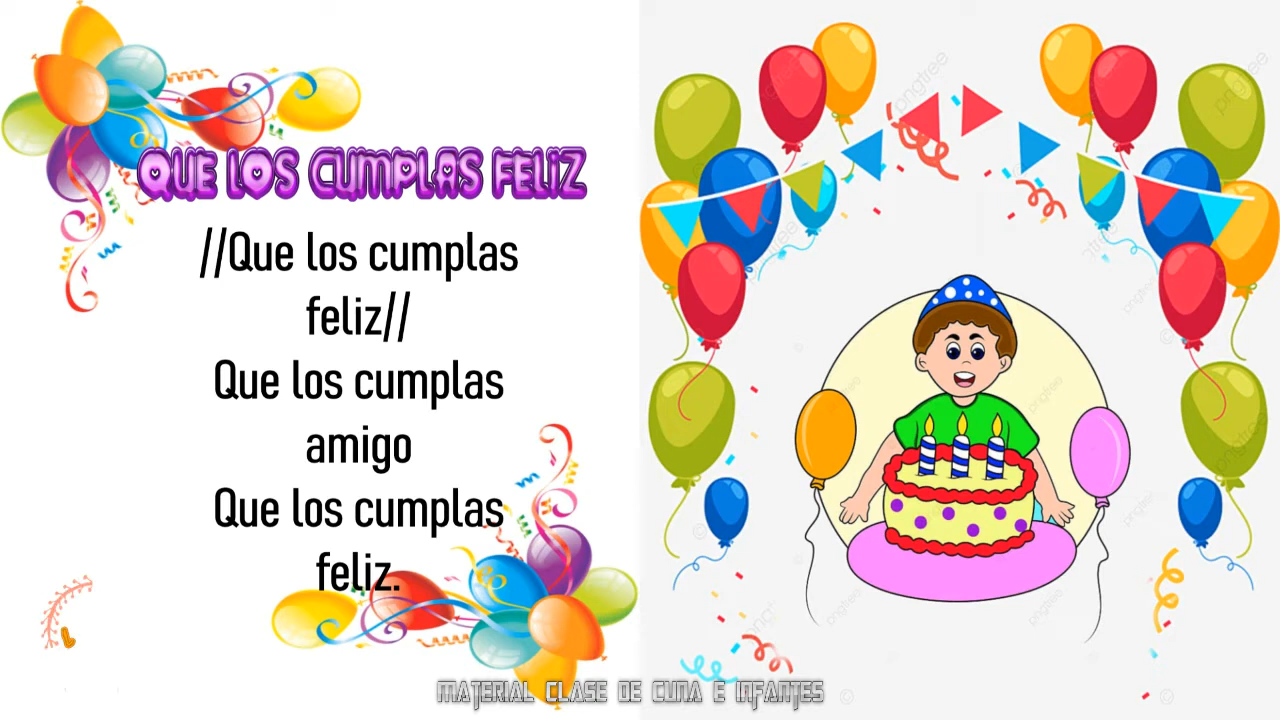 QUE LOS CUMPLAS FELIZ
//Que los cumplas
feliz//
Que los cumplas
amigo
Que los cumplas
feliz.
MATERIAL CLASE DE CUNA E INFANTES
pngtree